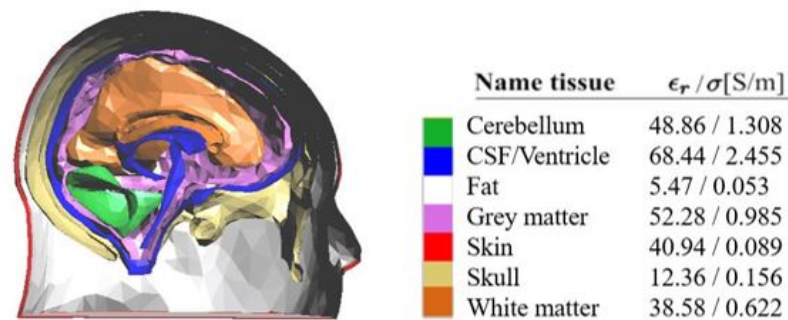 Name tissue ϵr /σ[S/m]
Cerebellum 48.86 / 1.308
CSF/Ventricle 68.44 / 2.455
Fat 5.47 / 0.053
Grey matter 52.28 / 0.985
Skin 40.94 / 0.089
Skull 12.36 / 0.156
White matter 38.58 / 0.622